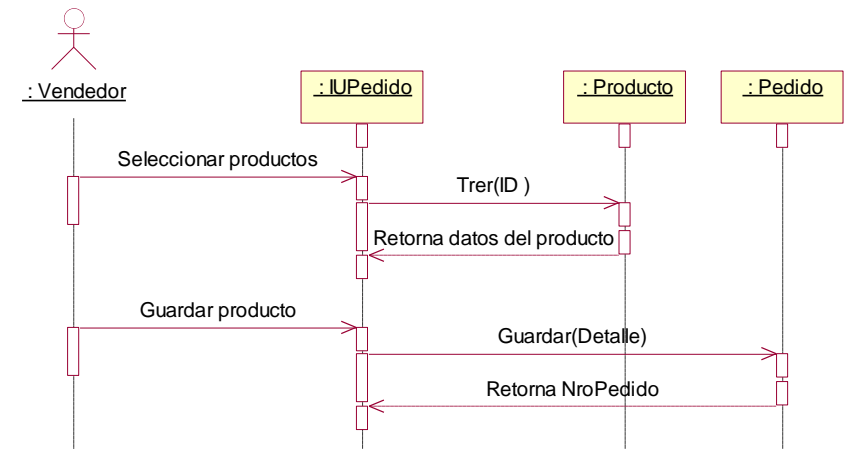 : Vendedor
: IUPedido
: Producto
: Pedido
Seleccionar productos
Trer(ID )
Retorna datos del producto
Guardar producto
Guardar(Detalle)
Retorna NroPedido